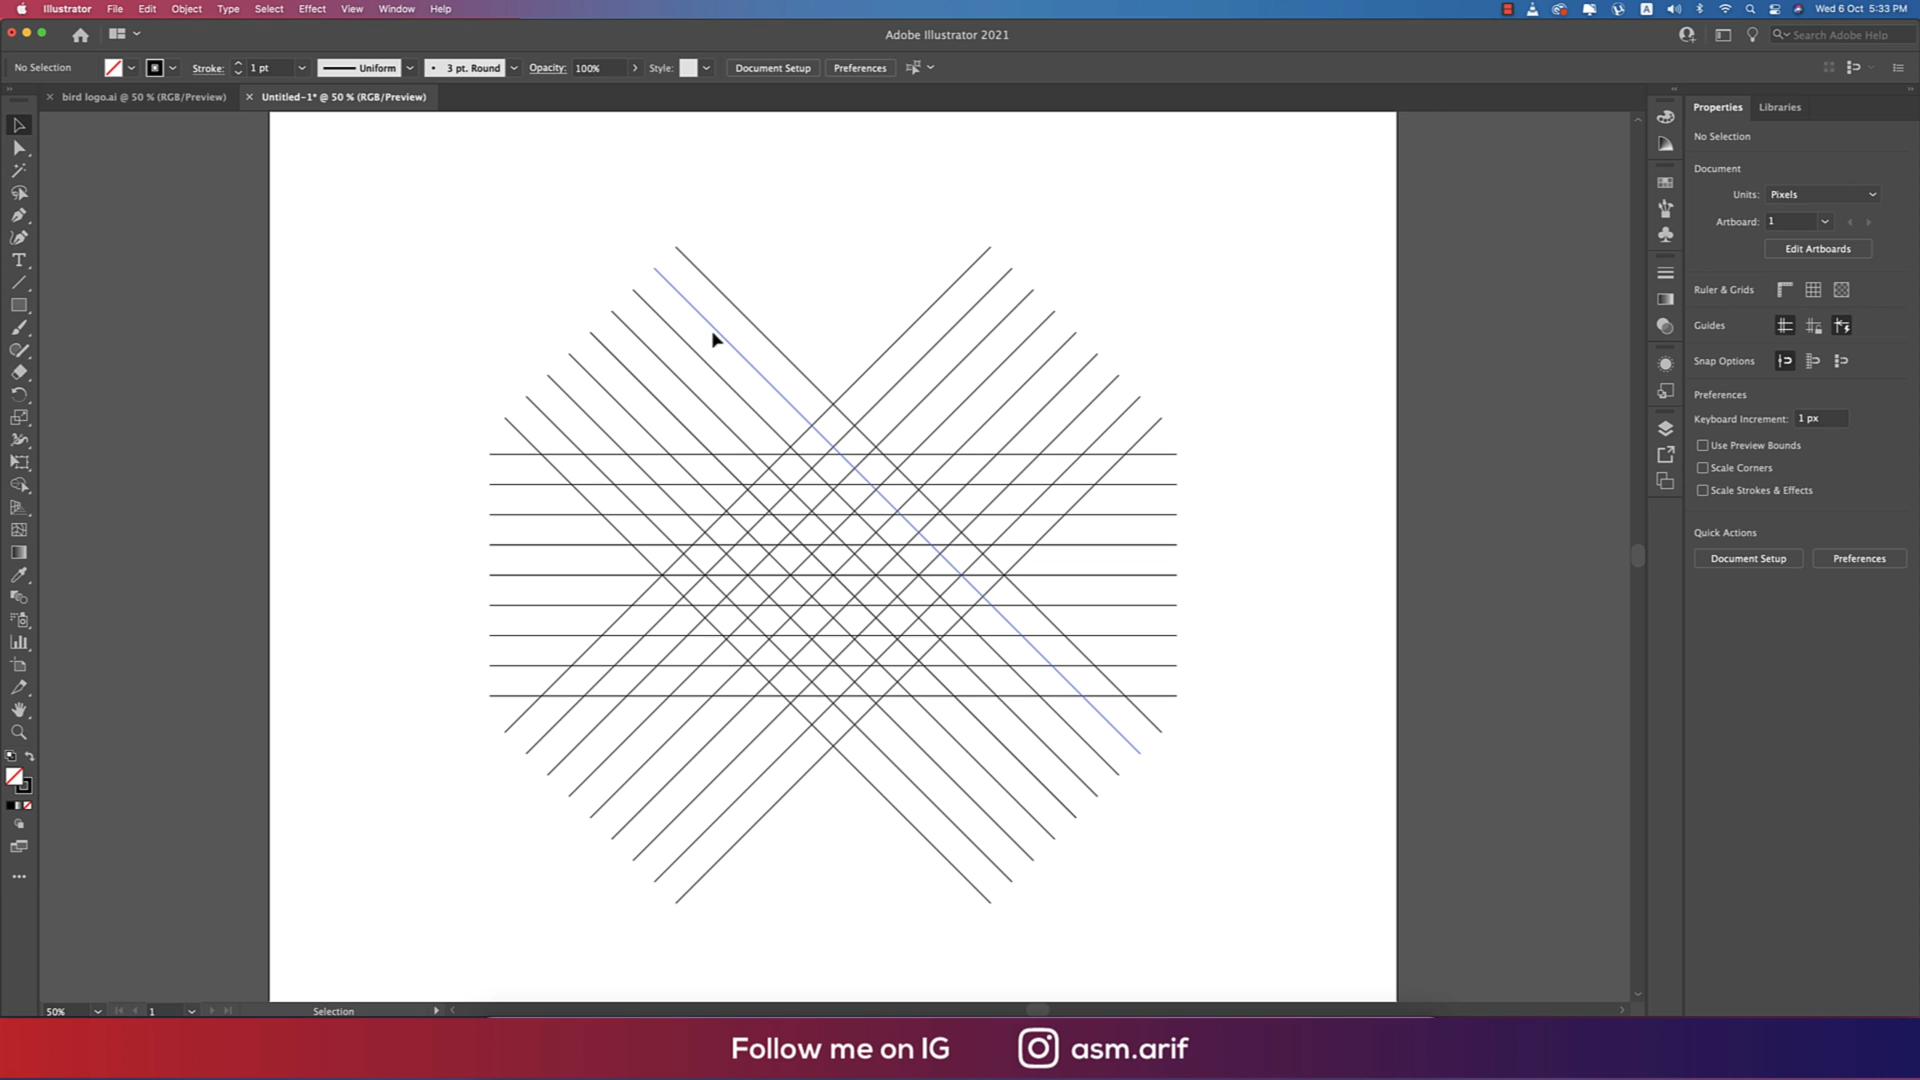 Illustrator File Edit Object Type Select Effect View Window Help
A
Wed 6 Oct 5:33 PM
Adobe Illustrator 2021
Search Adobe Help
No Selection
Stroke: 1 pt
Uniform
3 pt. Round
Opacity: 100%
Style:
Document Setup
Preferences
bird logo.ai @ 50 % (RGB/Preview)
Untitled-1* @ 50 % (RGB/Preview)
Properties Libraries
No Selection
Document
Units: Pixels
Artboard: 1
Edit Artboards
Ruler & Grids
Guides
Snap Options
Preferences
Keyboard Increment: 1 px
Use Preview Bounds
Scale Corners
Scale Strokes & Effects
Quick Actions
Document Setup Preferences
50%
1
Selection
Follow me on IG asm.arif